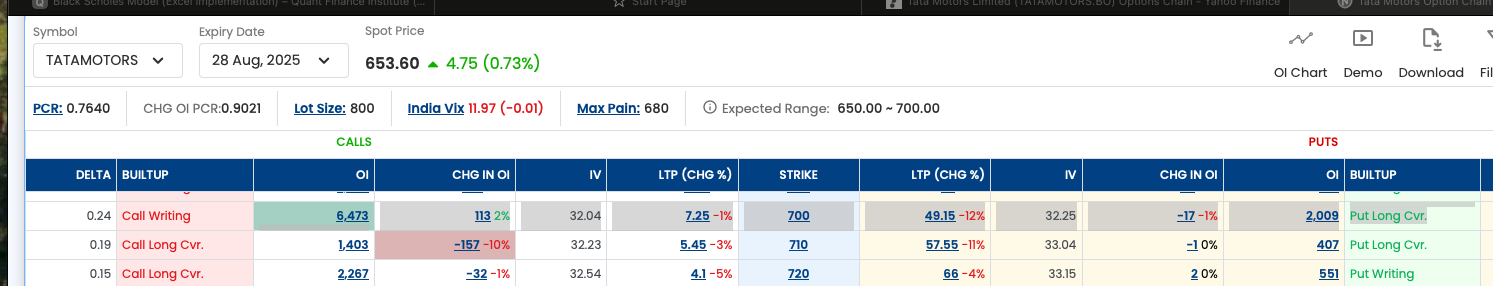 Black Scholes Model (Excel Implementation) – Quant Finance Institute (...
Start Page
Tata Motors Limited (TATAMOTORS.BO) Options Chain - Yahoo Finance
Tata Motors Option Chain
Symbol Expiry Date Spot Price
TATAMOTORS 28 Aug, 2025 653.60 4.75 (0.73%)
OI Chart Demo Download Fil
PCR: 0.7640 CHG OI PCR:0.9021 Lot Size: 800 India Vix 11.97 (-0.01) Max Pain: 680 Expected Range: 650.00 ~ 700.00
CALLS PUTS
DELTA BUILTUP OI CHG IN OI IV LTP (CHG %) STRIKE LTP (CHG %) IV CHG IN OI OI BUILTUP
0.24 Call Writing 6,473 113 2% 32.04 7.25 -1% 700 49.15 -12% 32.25 -17 -1% 2,009 Put Long Cvr.
0.19 Call Long Cvr. 1,403 -157 -10% 32.23 5.45 -3% 710 57.55 -11% 33.04 -1 0% 407 Put Long Cvr.
0.15 Call Long Cvr. 2,267 -32 -1% 32.54 4.1 -5% 720 66 -4% 33.15 2 0% 551 Put Writing